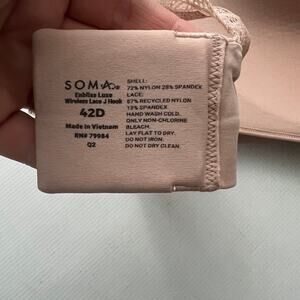 SOMA
Enbliss Luxe
Wireless Lace J Hook
42D
Made in Vietnam
RN# 79984
Q2
SHELL:
72% NYLON 28% SPANDEX
LACE:
87% RECYCLED NYLON
13% SPANDEX
HAND WASH COLD.
ONLY NON-CHLORINE
BLEACH.
LAY FLAT TO DRY.
DO NOT IRON.
DO NOT DRY CLEAN